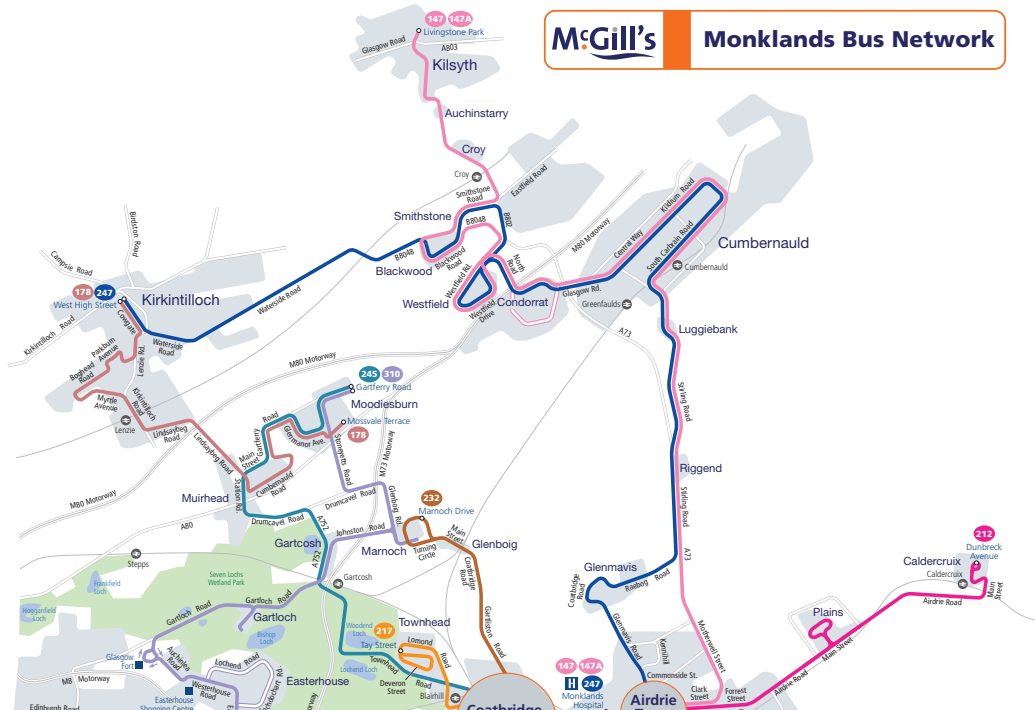 McGill's
Monklands Bus Network
147 147A
Livingstone Park
Glasgow Road
A803
Kilsyth
Auchinstarry
Croy
Croy
Smithstone
Road
Eastfield Road
Smithstone
B8048
B802
Blackwood
Road
B8048
Blackwood
Westfield Rd.
North
Road
M80 Motorway
Central Way
Kildrum Road
South Carbrain Road
Cumbernauld
Cumbernauld
Westfield
Westfield
Drive
Condorrat
Glasgow Rd.
Greenfaulds
A73
Luggiebank
Birdston Road
Campsie Road
178 247
West High Street
Kirkintilloch
Cowgate
Kirkintilloch Road
Waterside Road
Waterside
Road
Lenzie Rd.
Parkburn
Avenue
Boghead
Road
Myrtle
Avenue
Kirkintilloch
Road
Lenzie
Lindsaybeg
Road
Lindsaybeg Road
M80 Motorway
M80 Motorway
245 310
Gartferry Road
Moodiesburn
Mossvale Terrace
178
Gartferry
Road
Glenmanor Ave.
Main
Street
Cumbernauld
Road
Stoneyetts Road
M73 Motorway
Muirhead
Station Rd.
Drumcavel Road
Drumcavel Road
A752
A752
A80
Glenboig Rd.
Johnston Road
Gartcosh
Gartcosh
Marnoch
232
Marnoch Drive
Turning
Circle
Main
Street
Glenboig
Coatbridge
Road
Gartliston Road
Stirling Road
Riggend
Stirling Road
A73
Glenmavis
Coatbridge
Road
Raebog Road
Glenmavis Road
Kennihill
Commonside St.
Motherwell Street
Clark
Street
Forrest
Street
Airdrie Road
Main Street
Plains
Airdrie Road
Caldercruix
Caldercruix
212
Dunbreck
Avenue
Main
Street
Stepps
Seven Lochs
Wetland Park
Frankfield
Loch
Hogganfield
Loch
Gartloch Road
Gartloch Road
Gartloch
Bishop
Loch
Woodend
Loch
Lochend Loch
Glasgow
Fort
Auchinlea
Road
M8 Motorway
Westerhouse
Road
Lochend Road
Easterhouse
Easterhouse
Shopping Centre
Edinburgh Road
217
Tay Street
Townhead
Lomond
Road
Townhead
Road
Deveron
Street
Blairhill
Coatbridge
147 147A
H 247
Monklands
Hospital
Airdrie